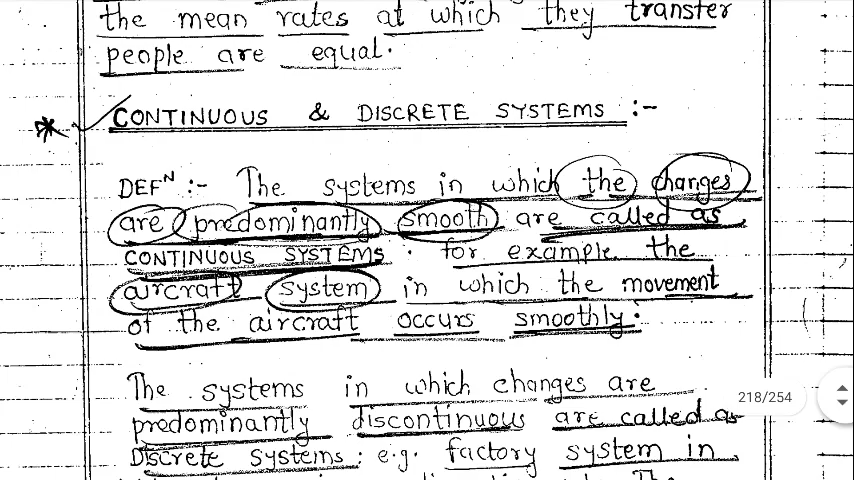 the mean rates at which they transfer
people are equal.
CONTINUOUS & DISCRETE SYSTEMS :-
DEFN :- The systems in which the changes
are predominantly smooth are called as
CONTINUOUS SYSTEMS. for example the
aircraft system in which the movement
of the aircraft occurs smoothly.
The systems in which changes are
218/254
predominantly discontinuous are called as
Discrete systems : e.g. factory system in